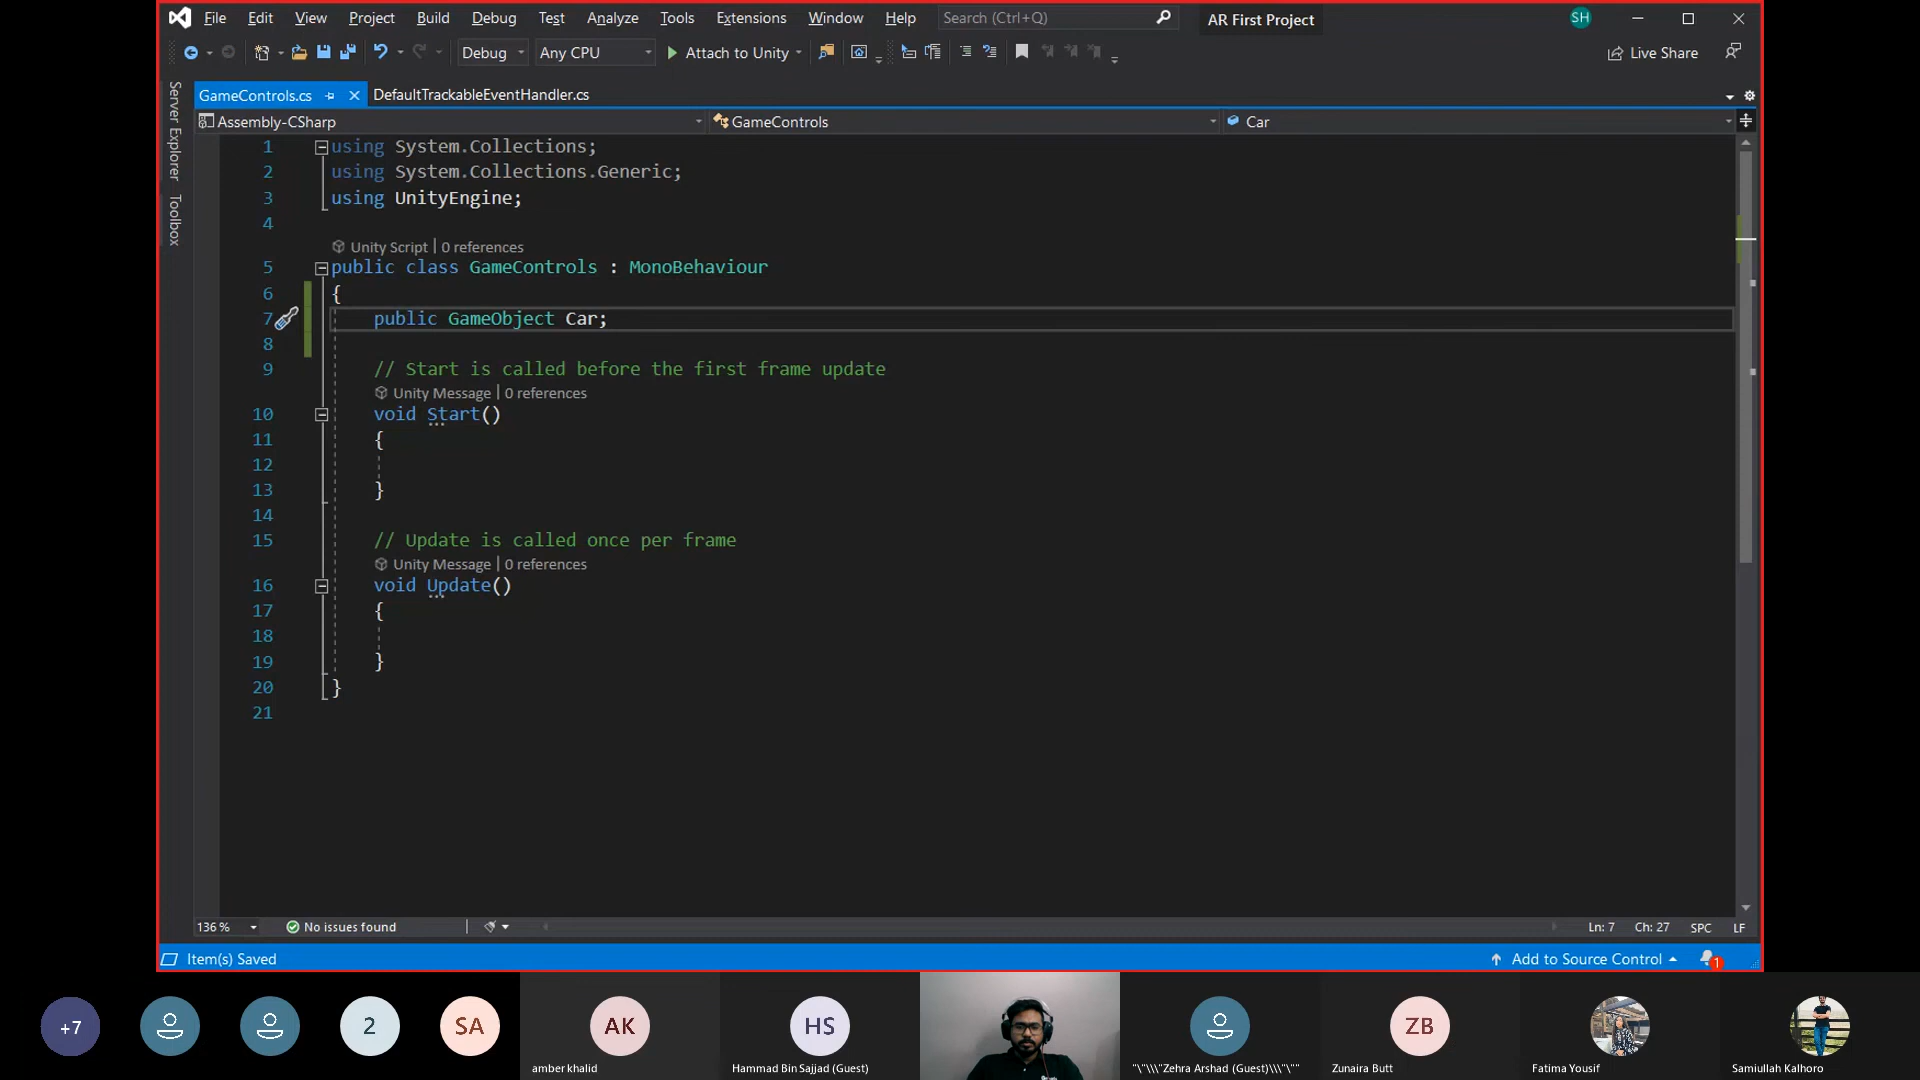 File Edit View Project Build Debug Test Analyze Tools Extensions Window Help Search (Ctrl+Q) AR First Project SH
Debug Any CPU Attach to Unity Live Share
GameControls.cs DefaultTrackableEventHandler.cs
Assembly-CSharp GameControls Car
Server Explorer
Toolbox
1 using System.Collections;
2 using System.Collections.Generic;
3 using UnityEngine;
4
Unity Script | 0 references
5 public class GameControls : MonoBehaviour
6 {
7 public GameObject Car;
8
9 // Start is called before the first frame update
Unity Message | 0 references
10 void Start()
11 {
12
13 }
14
15 // Update is called once per frame
Unity Message | 0 references
16 void Update()
17 {
18
19 }
20 }
21
136 % No issues found Ln: 7 Ch: 27 SPC LF
Item(s) Saved Add to Source Control 1
+7 2 SA AK HS ZB
amber khalid Hammad Bin Sajjad (Guest) "\"\\\"Zehra Arshad (Guest)\\\"\"" Zunaira Butt Fatima Yousif Samiullah Kalhoro